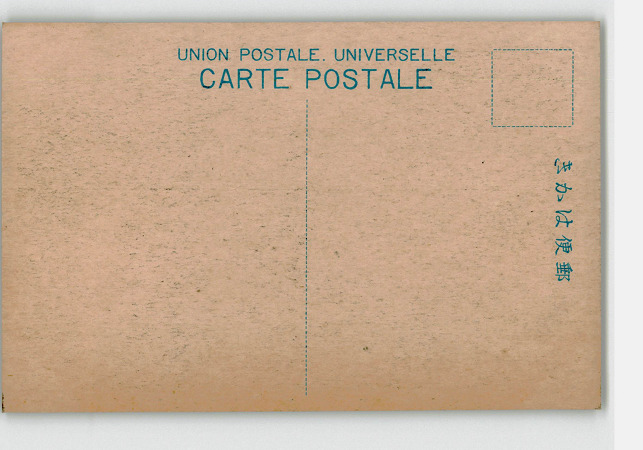 UNION POSTALE. UNIVERSELLE
CARTE POSTALE
きかは便郵